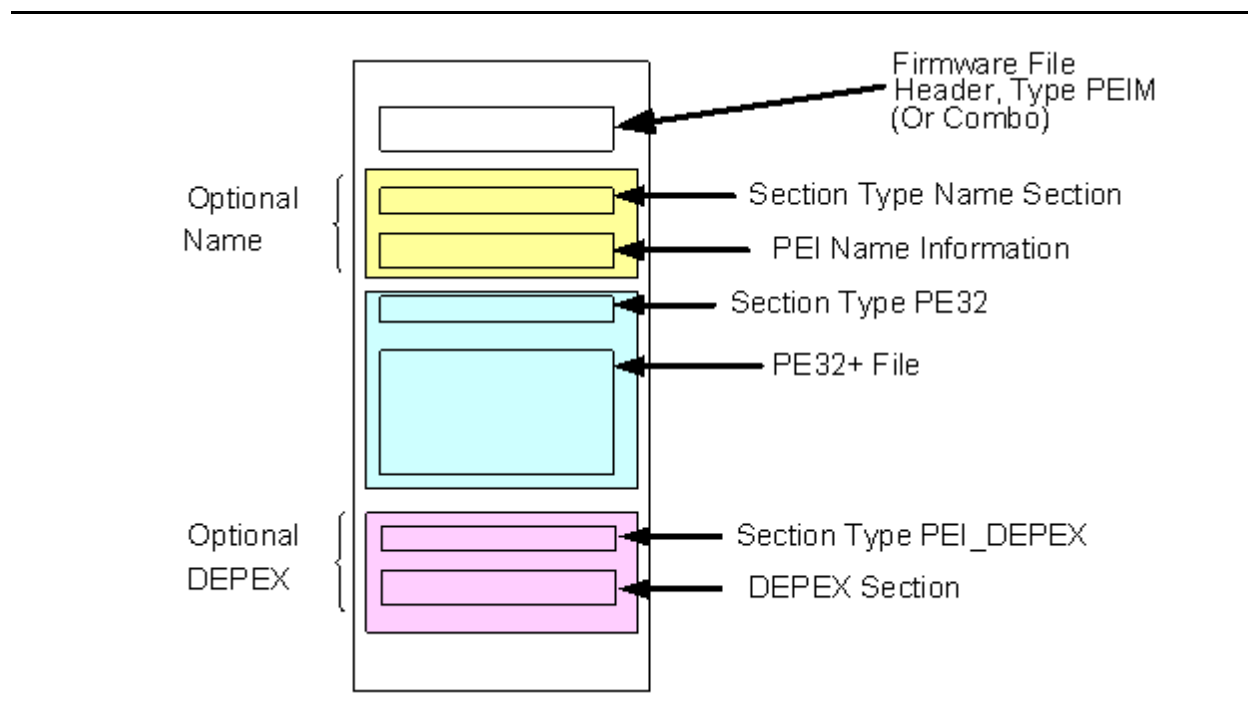 Firmware File
Header, Type PEIM
(Or Combo)
Optional
Name
Section Type Name Section
PEI Name Information
Section Type PE32
PE32+ File
Optional
DEPEX
Section Type PEI_DEPEX
DEPEX Section